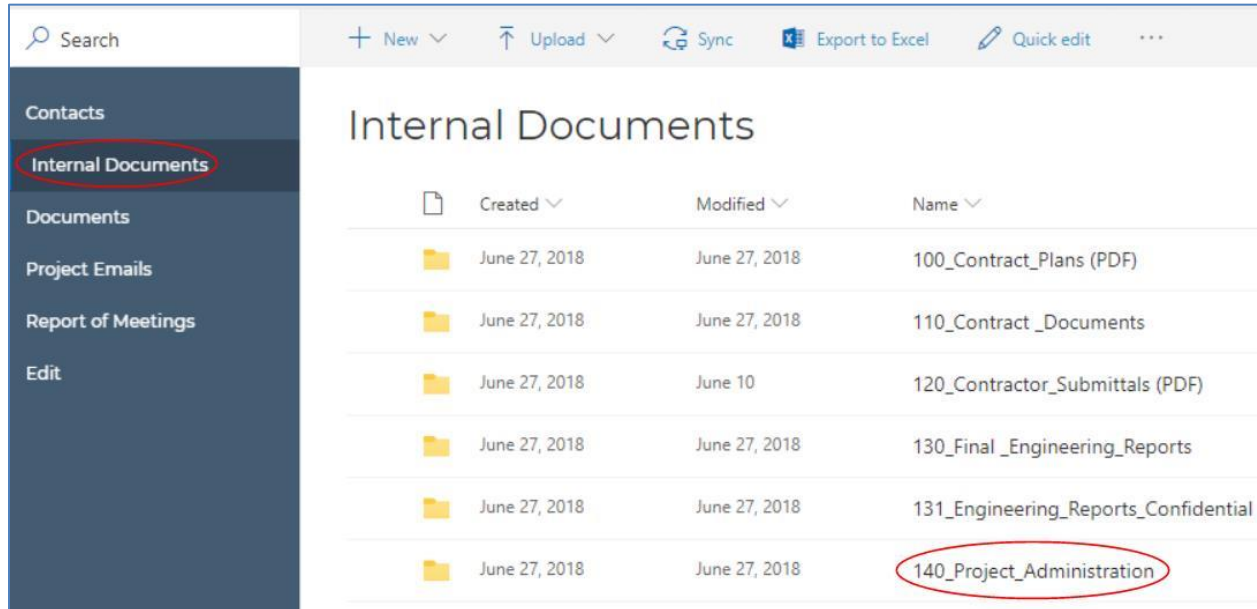 Search
New Upload Sync Export to Excel Quick edit ...
Contacts
Internal Documents
Documents
Project Emails
Report of Meetings
Edit
Internal Documents
Created Modified Name
June 27, 2018 June 27, 2018 100_Contract_Plans (PDF)
June 27, 2018 June 27, 2018 110_Contract _Documents
June 27, 2018 June 10 120_Contractor_Submittals (PDF)
June 27, 2018 June 27, 2018 130_Final _Engineering_Reports
June 27, 2018 June 27, 2018 131_Engineering_Reports_Confidential
June 27, 2018 June 27, 2018 140_Project_Administration